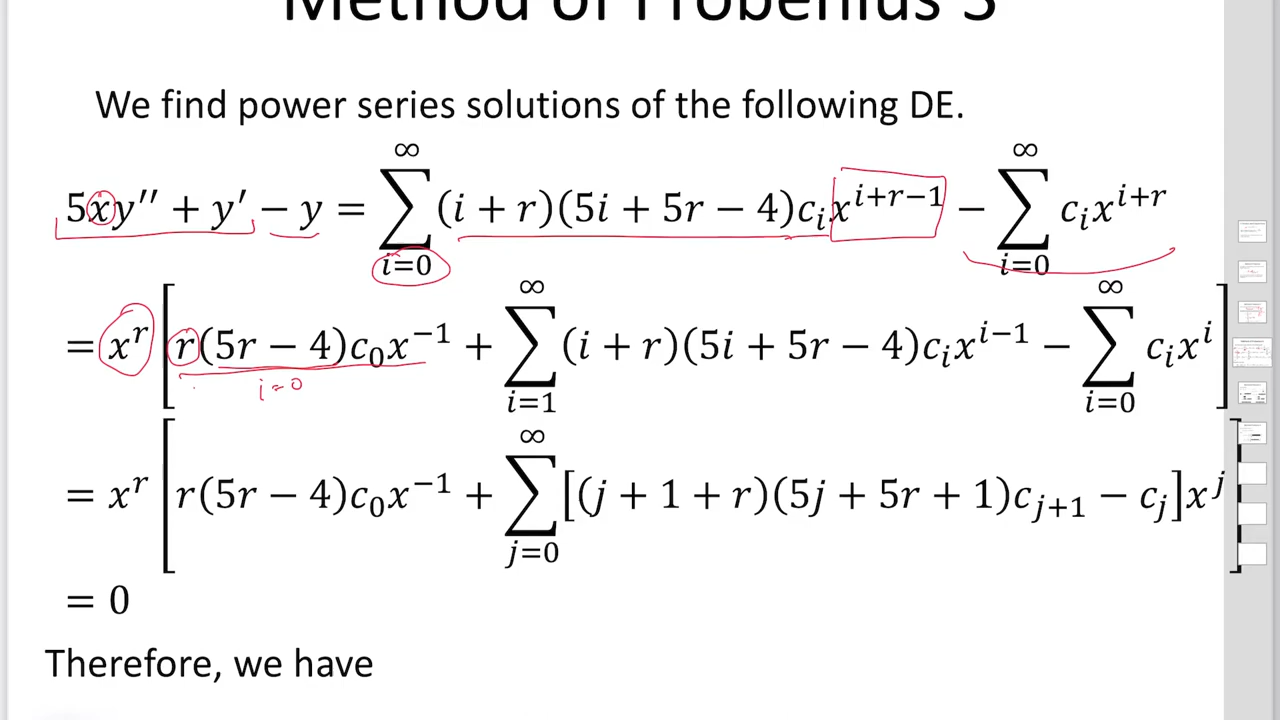 Method of Frobenius 3
We find power series solutions of the following DE.
5xy′′ + y′ − y = ∑_{i=0}^{∞} (i + r)(5i + 5r − 4)c_i x^{i+r−1} − ∑_{i=0}^{∞} c_i x^{i+r}
= x^r [ r(5r − 4)c_0 x^{−1} + ∑_{i=1}^{∞} (i + r)(5i + 5r − 4)c_i x^{i−1} − ∑_{i=0}^{∞} c_i x^i ]
i=0
= x^r [ r(5r − 4)c_0 x^{−1} + ∑_{j=0}^{∞} [(j + 1 + r)(5j + 5r + 1)c_{j+1} − c_j] x^j ]
= 0
Therefore, we have